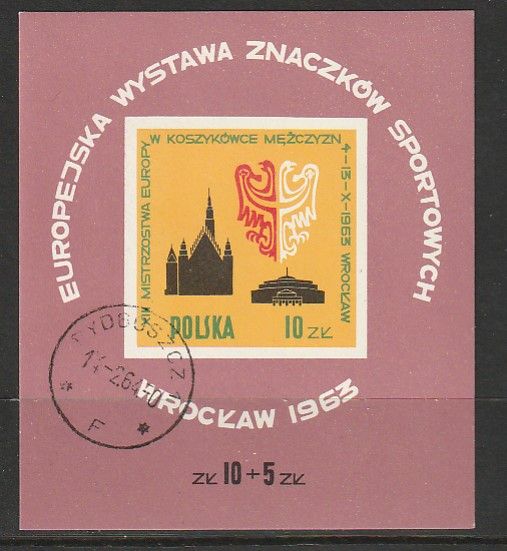 EUROPEJSKA WYSTAWA ZNACZKÓW SPORTOWYCH
XIII MISTRZOSTWA EUROPY
W KOSZYKÓWCE MĘŻCZYZN
4-13-X-1963 WROCŁAW
POLSKA 10 ZŁ
WROCŁAW 1963
BYDGOSZCZ
F
ZŁ 10+5 ZŁ